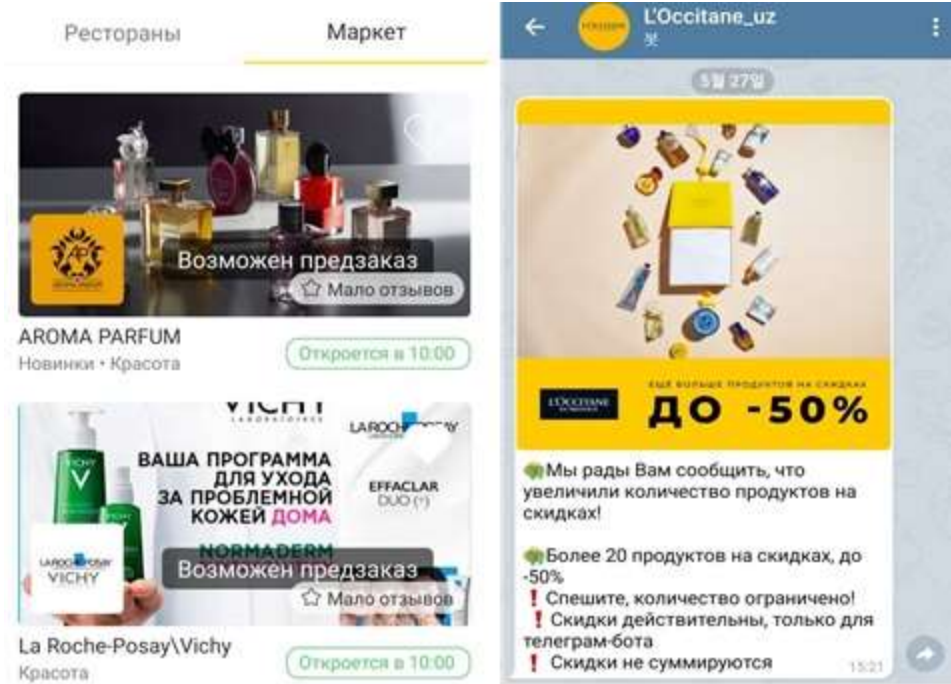 Рестораны
Маркет
Возможен предзаказ
Мало отзывов
AROMA PARFUM
Новинки • Красота
Откроется в 10:00
VICHY
LABORATOIRES
LA ROCHE-POSAY
ВАША ПРОГРАММА
ДЛЯ УХОДА
ЗА ПРОБЛЕМНОЙ
КОЖЕЙ ДОМА
EFFACLAR
DUO (+)
NORMADERM
LA ROCHE-POSAY
VICHY
Возможен предзаказ
Мало отзывов
La Roche-Posay\Vichy
Красота
Откроется в 10:00
L'Occitane_uz
봇
5월 27일
ЕЩЁ БОЛЬШЕ ПРОДУКТОВ НА СКИДКАХ
L'OCCITANE
ДО -50%
Мы рады Вам сообщить, что
увеличили количество продуктов на
скидках!
Более 20 продуктов на скидках, до
-50%
❗ Спешите, количество ограничено!
❗ Скидки действительны, только для
телеграм-бота
❗ Скидки не суммируются
15:21